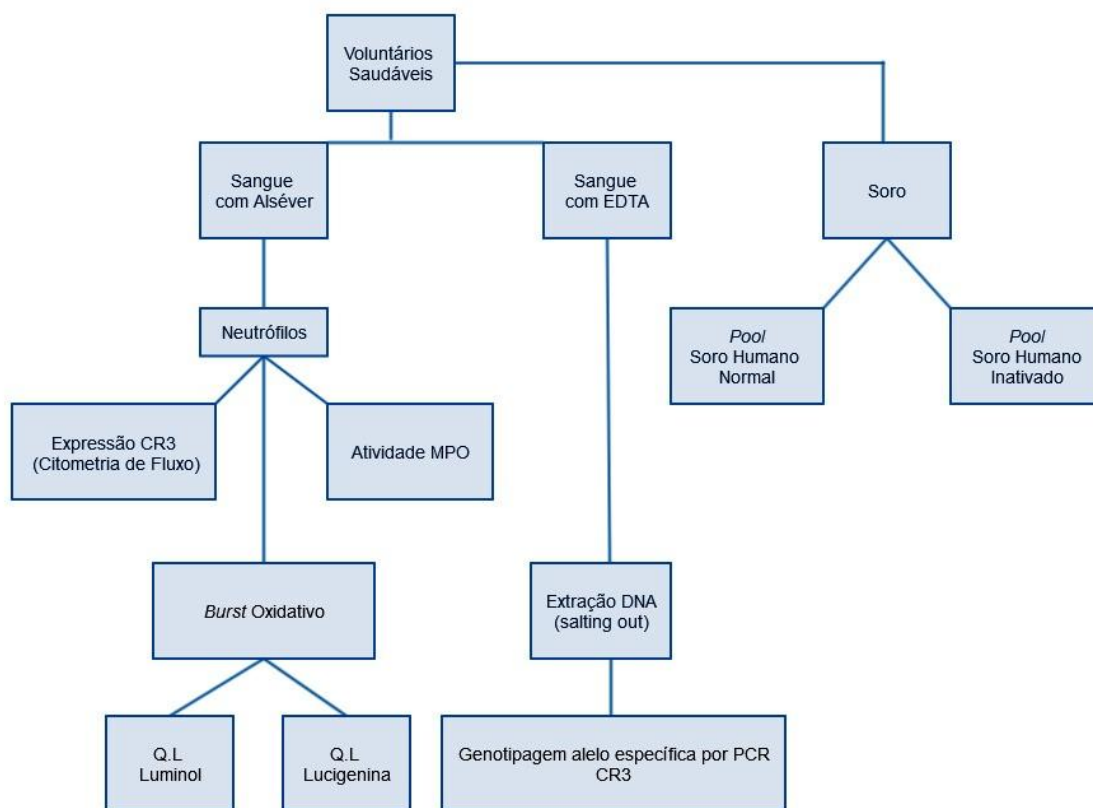 Voluntários
Saudáveis
Sangue
com Alséver
Sangue
com EDTA
Soro
Neutrófilos
Pool
Soro Humano
Normal
Pool
Soro Humano
Inativado
Expressão CR3
(Citometria de Fluxo)
Atividade MPO
Burst Oxidativo
Extração DNA
(salting out)
Q.L
Luminol
Q.L
Lucigenina
Genotipagem alelo específica por PCR
CR3